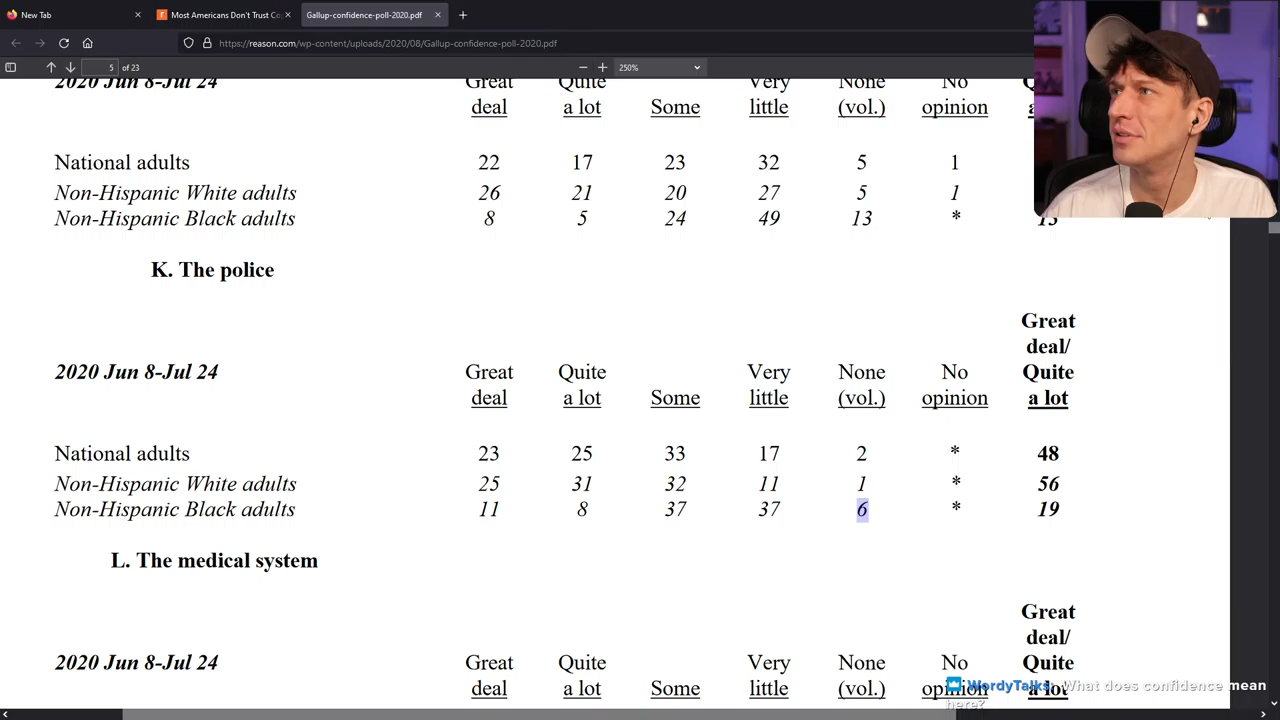 New Tab
Most Americans Don't Trust Co
Gallup-confidence-poll-2020.pdf
https://reason.com/wp-content/uploads/2020/08/Gallup-confidence-poll-2020.pdf
5 of 23
250%
2020 Jun 8-Jul 24 Great Quite Very None No
deal a lot Some little (vol.) opinion
National adults 22 17 23 32 5 1
Non-Hispanic White adults 26 21 20 27 5 1
Non-Hispanic Black adults 8 5 24 49 13 * 13
K. The police
Great
deal/
2020 Jun 8-Jul 24 Great Quite Very None No Quite
deal a lot Some little (vol.) opinion a lot
National adults 23 25 33 17 2 * 48
Non-Hispanic White adults 25 31 32 11 1 * 56
Non-Hispanic Black adults 11 8 37 37 6 * 19
L. The medical system
Great
deal/
2020 Jun 8-Jul 24 Great Quite Very None No Quite
deal a lot Some little (vol.) opinion a lot
WordyTalks: What does confidence mean
here?